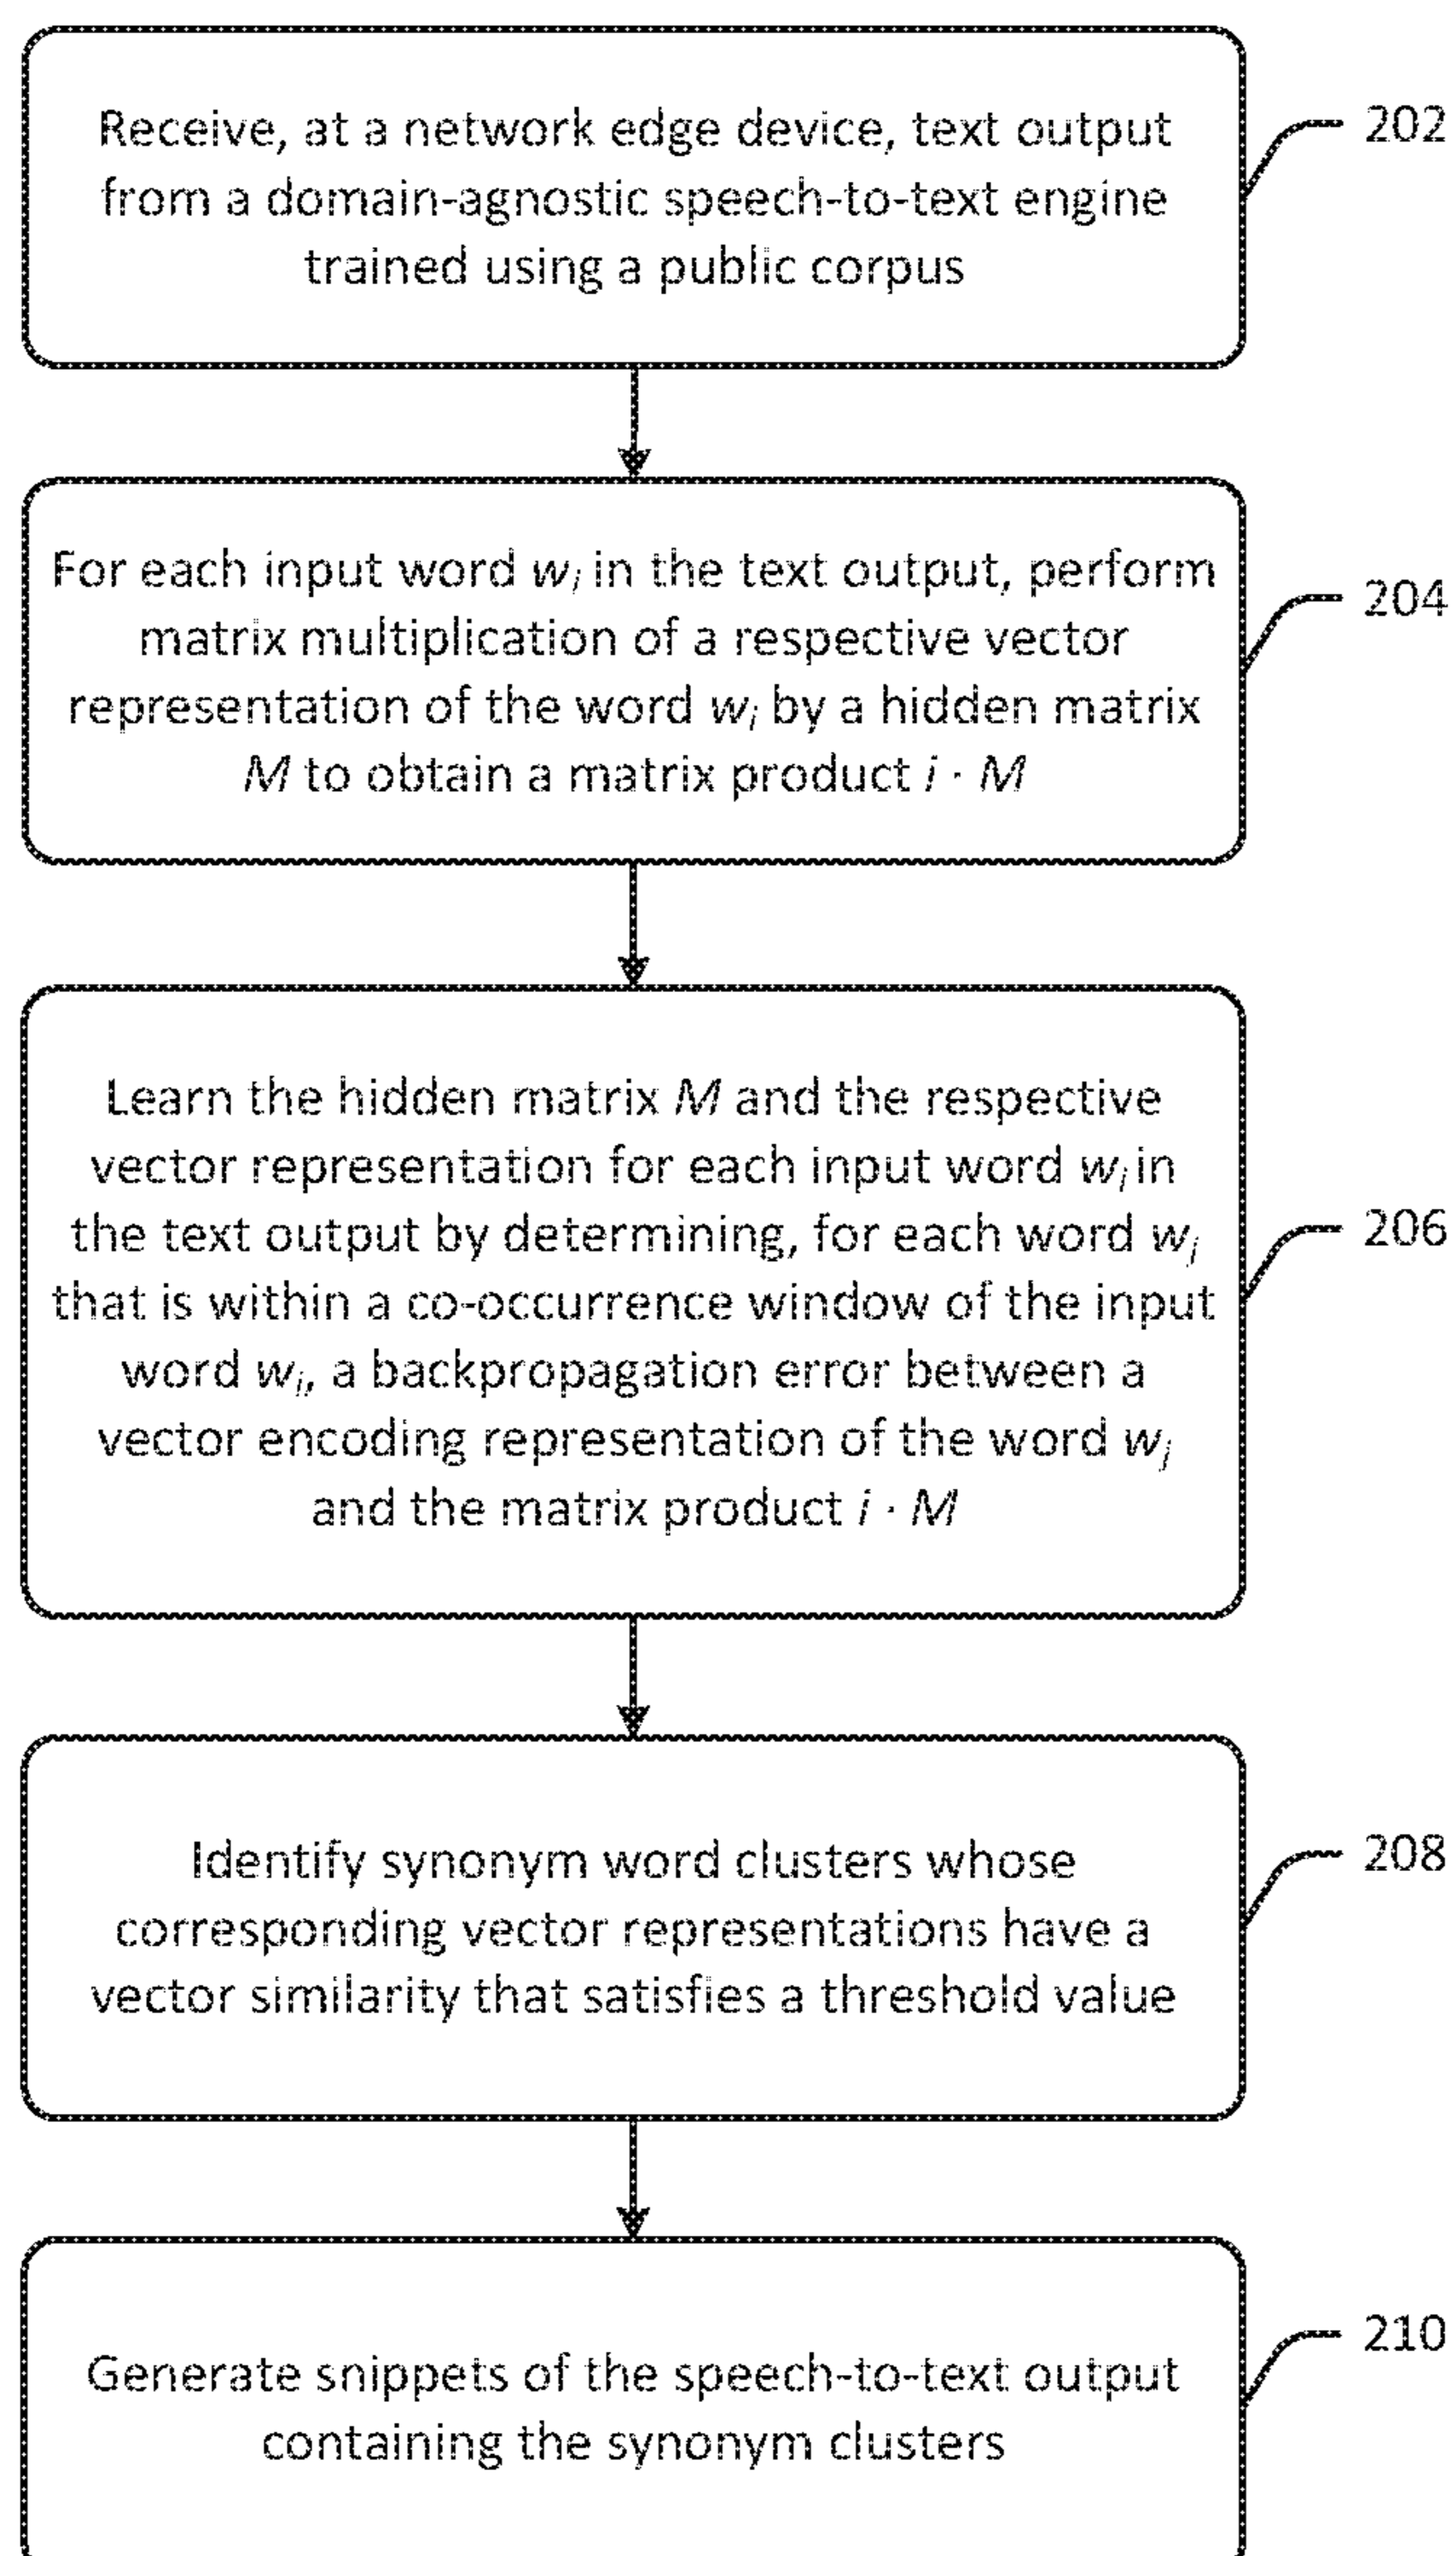 Receive, at a network edge device, text output
from a domain-agnostic speech-to-text engine
trained using a public corpus
202
For each input word wᵢ in the text output, perform
matrix multiplication of a respective vector
representation of the word wᵢ by a hidden matrix
M to obtain a matrix product i · M
204
Learn the hidden matrix M and the respective
vector representation for each input word wᵢ in
the text output by determining, for each word wⱼ
that is within a co-occurrence window of the input
word wᵢ, a backpropagation error between a
vector encoding representation of the word wⱼ
and the matrix product i · M
206
Identify synonym word clusters whose
corresponding vector representations have a
vector similarity that satisfies a threshold value
208
Generate snippets of the speech-to-text output
containing the synonym clusters
210